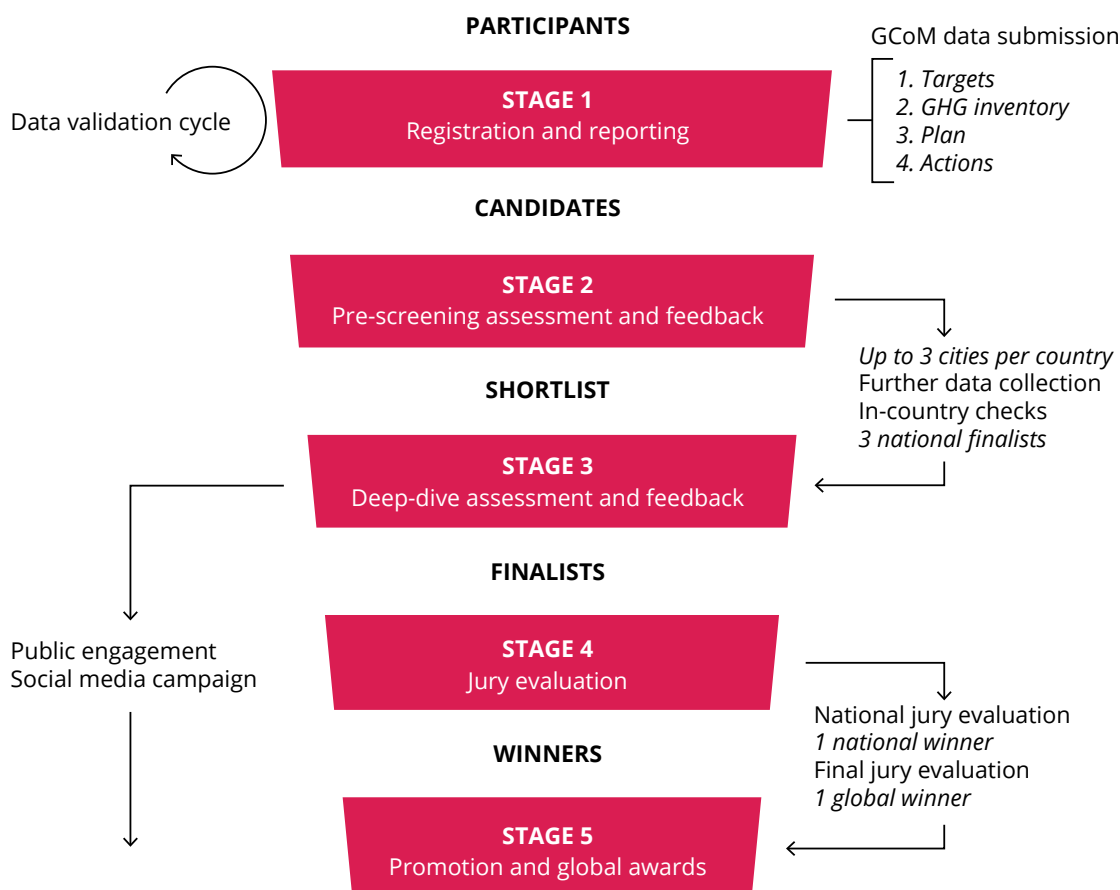 PARTICIPANTS
GCoM data submission
STAGE 1
Registration and reporting
Data validation cycle
1. Targets
2. GHG inventory
3. Plan
4. Actions
CANDIDATES
STAGE 2
Pre-screening assessment and feedback
Up to 3 cities per country
Further data collection
In-country checks
3 national finalists
SHORTLIST
STAGE 3
Deep-dive assessment and feedback
FINALISTS
Public engagement
Social media campaign
STAGE 4
Jury evaluation
National jury evaluation
1 national winner
Final jury evaluation
1 global winner
WINNERS
STAGE 5
Promotion and global awards